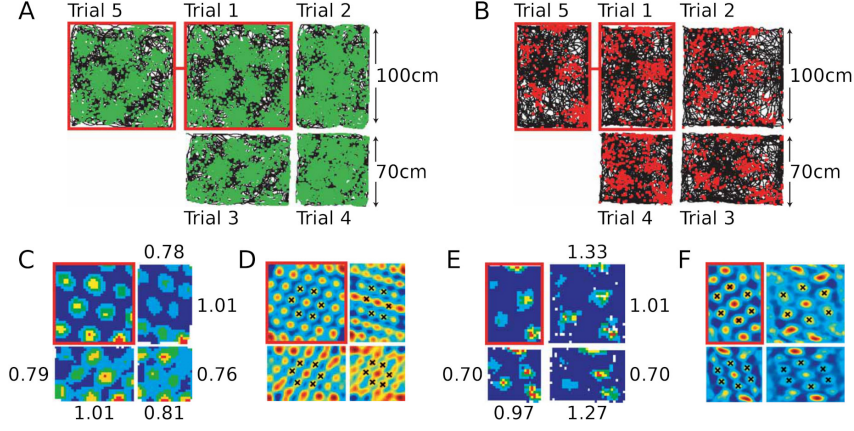 A
Trial 5
Trial 1
Trial 2
100cm
70cm
Trial 3
Trial 4
B
Trial 5
Trial 1
Trial 2
100cm
70cm
Trial 4
Trial 3
C
0.78
1.01
0.79
0.76
1.01
0.81
D
E
1.33
1.01
0.70
0.70
0.97
1.27
F